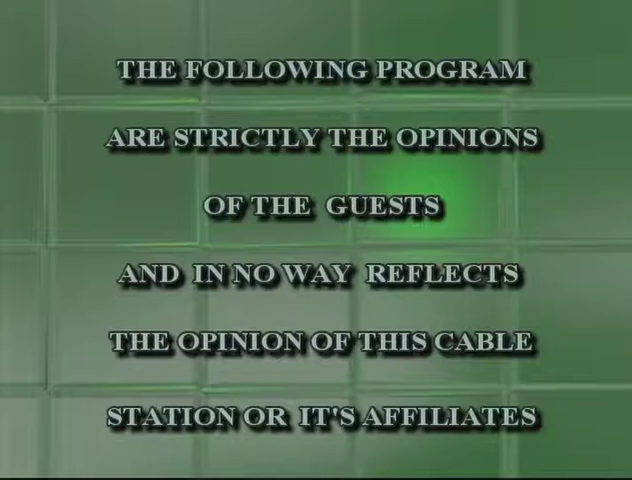 THE FOLLOWING PROGRAM
ARE STRICTLY THE OPINIONS
OF THE GUESTS
AND IN NO WAY REFLECTS
THE OPINION OF THIS CABLE
STATION OR IT'S AFFILIATES